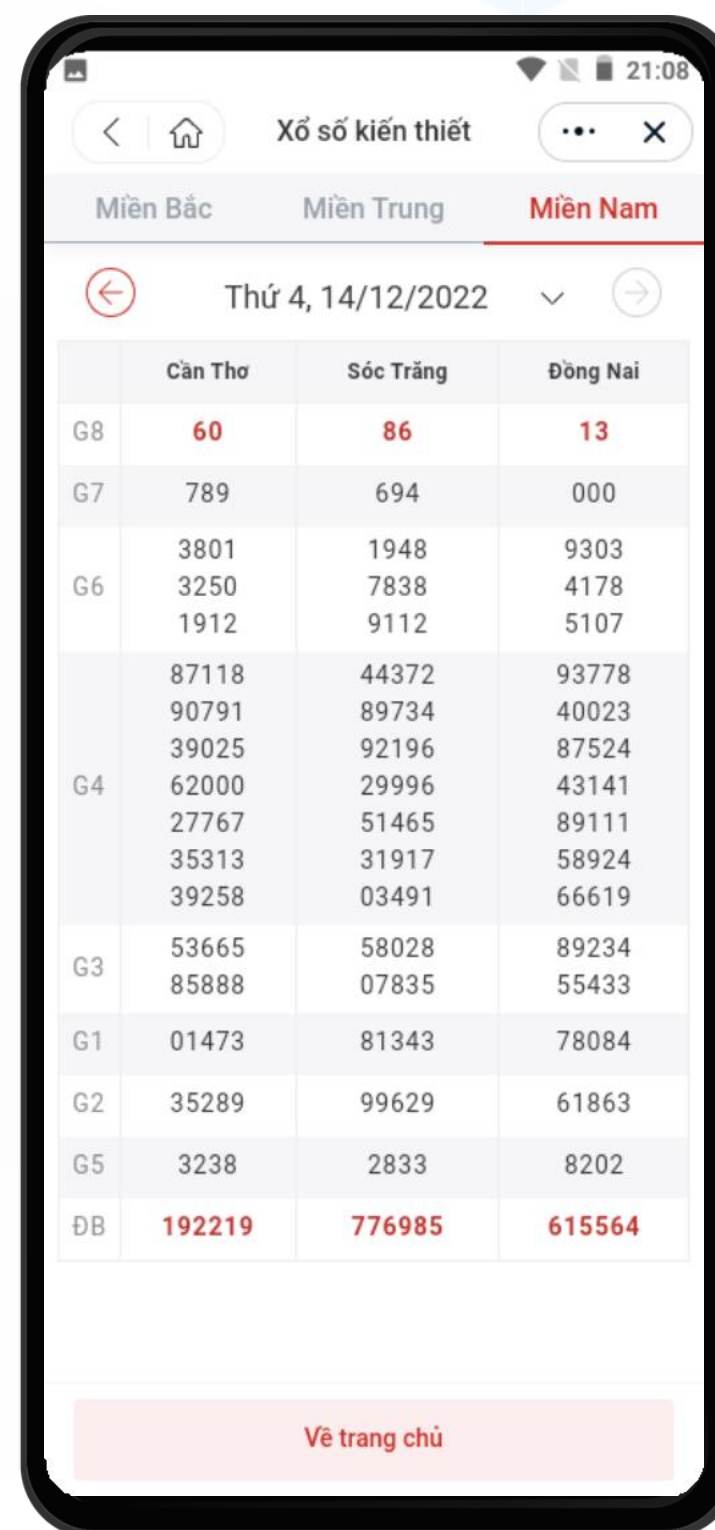 21:08
Xổ số kiến thiết
Miền Bắc Miền Trung Miền Nam
Thứ 4, 14/12/2022
Cần Thơ Sóc Trăng Đồng Nai
G8 60 86 13
G7 789 694 000
3801 1948 9303
G6 3250 7838 4178
1912 9112 5107
87118 44372 93778
90791 89734 40023
39025 92196 87524
G4 62000 29996 43141
27767 51465 89111
35313 31917 58924
39258 03491 66619
G3
53665 58028 89234
85888 07835 55433
G1 01473 81343 78084
G2 35289 99629 61863
G5 3238 2833 8202
ĐB 192219 776985 615564
Về trang chủ